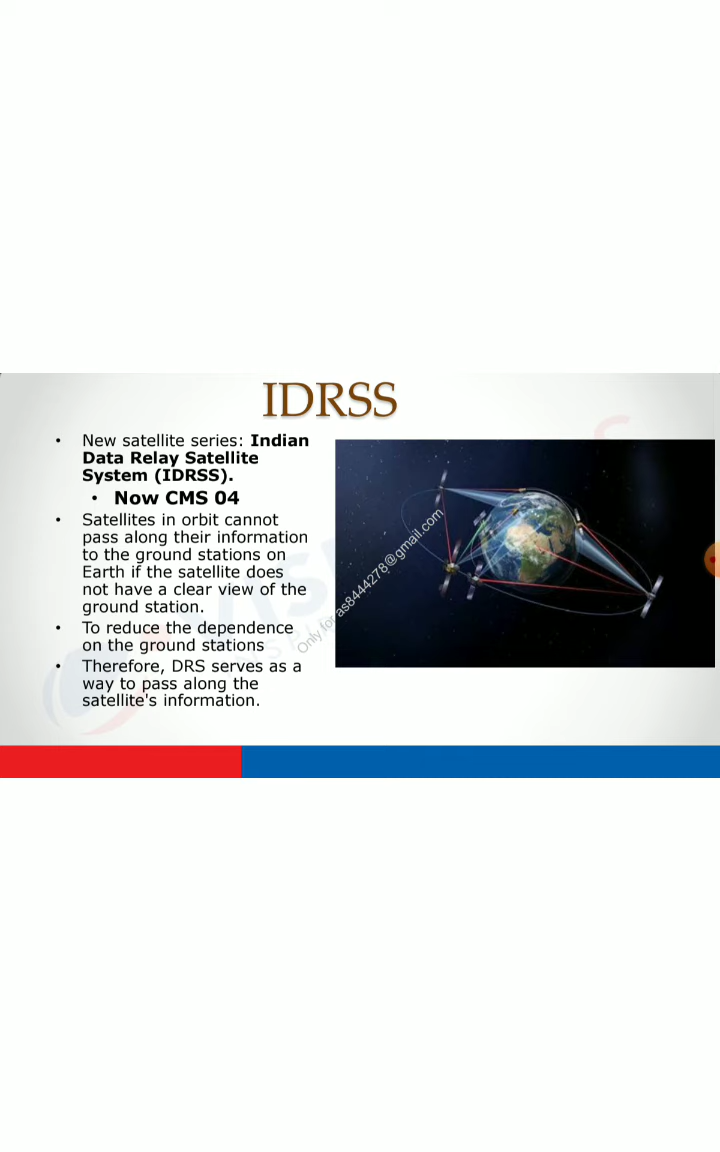 IDRSS
• New satellite series: Indian
Data Relay Satellite
System (IDRSS).
• Now CMS 04
• Satellites in orbit cannot
pass along their information
to the ground stations on
Earth if the satellite does
not have a clear view of the
ground station.
• To reduce the dependence
on the ground stations
• Therefore, DRS serves as a
way to pass along the
satellite's information.
Only for as8444278@gmail.com